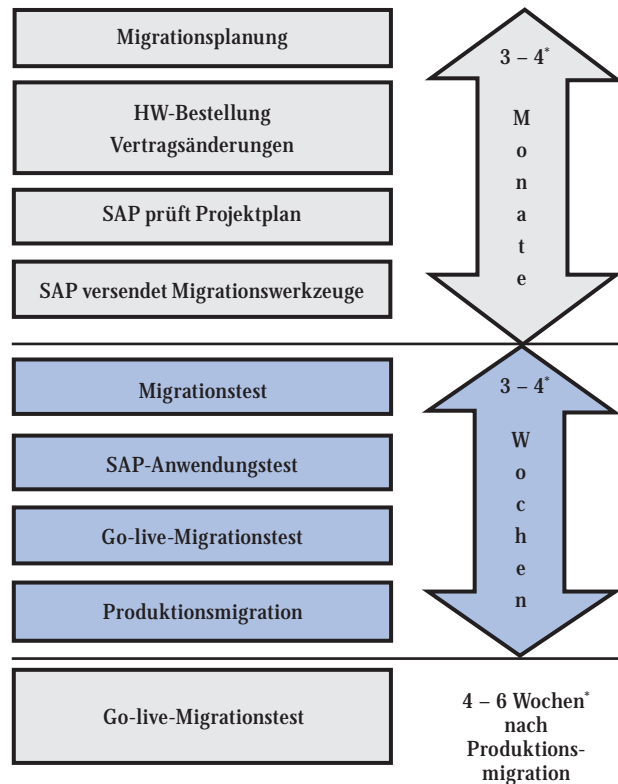 Migrationsplanung
HW-Bestellung
Vertragsänderungen
SAP prüft Projektplan
SAP versendet Migrationswerkzeuge
3 – 4*
M
o
n
a
t
e
Migrationstest
SAP-Anwendungstest
Go-live-Migrationstest
Produktionsmigration
3 – 4*
W
o
c
h
e
n
Go-live-Migrationstest
4 – 6 Wochen*
nach
Produktions-
migration